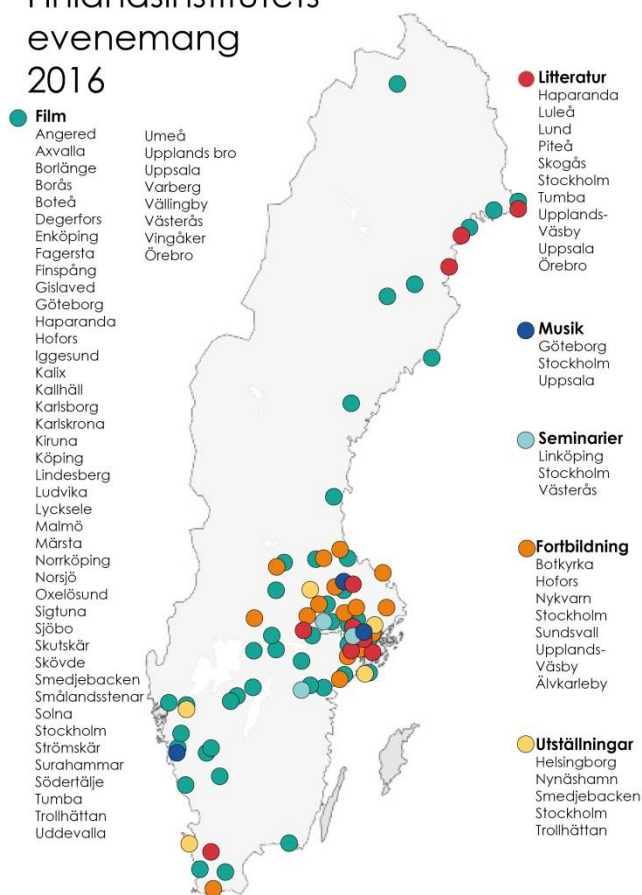 Finlandsinstitutets
evenemang
2016
Film
Angered
Axvalla
Borlänge
Borås
Boteå
Degerfors
Enköping
Fagersta
Finspång
Gislaved
Göteborg
Haparanda
Hofors
Iggesund
Kalix
Kallhäll
Karlsborg
Karlskrona
Kiruna
Köping
Lindesberg
Ludvika
Lycksele
Malmö
Märsta
Norrköping
Norsjö
Oxelösund
Sigtuna
Sjöbo
Skutskär
Skövde
Smedjebacken
Smålandsstenar
Solna
Stockholm
Strömskär
Surahammar
Södertälje
Tumba
Trollhättan
Uddevalla
Umeå
Upplands bro
Uppsala
Varberg
Vällingby
Västerås
Vingåker
Örebro
Litteratur
Haparanda
Luleå
Lund
Piteå
Skogås
Stockholm
Tumba
Upplands-
Väsby
Uppsala
Örebro
Musik
Göteborg
Stockholm
Uppsala
Seminarier
Linköping
Stockholm
Västerås
Fortbildning
Botkyrka
Hofors
Nykvarn
Stockholm
Sundsvall
Upplands-
Väsby
Älvkarleby
Utställningar
Helsingborg
Nynäshamn
Smedjebacken
Stockholm
Trollhättan